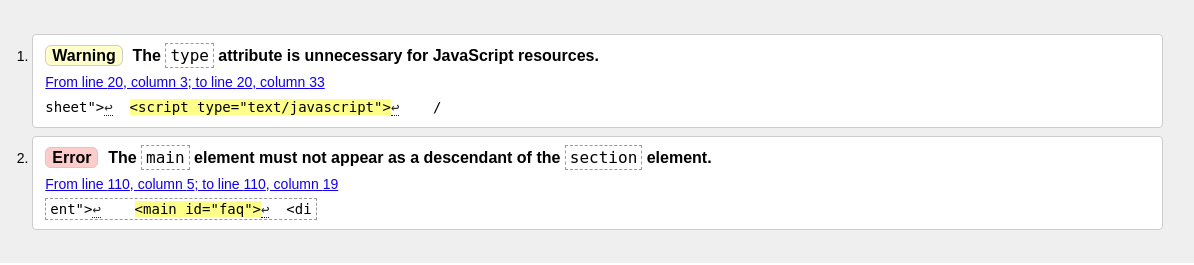 1. Warning The type attribute is unnecessary for JavaScript resources.
From line 20, column 3; to line 20, column 33
sheet">↩  <script type="text/javascript">↩    /
2. Error The main element must not appear as a descendant of the section element.
From line 110, column 5; to line 110, column 19
ent">↩    <main id="faq">↩  <di